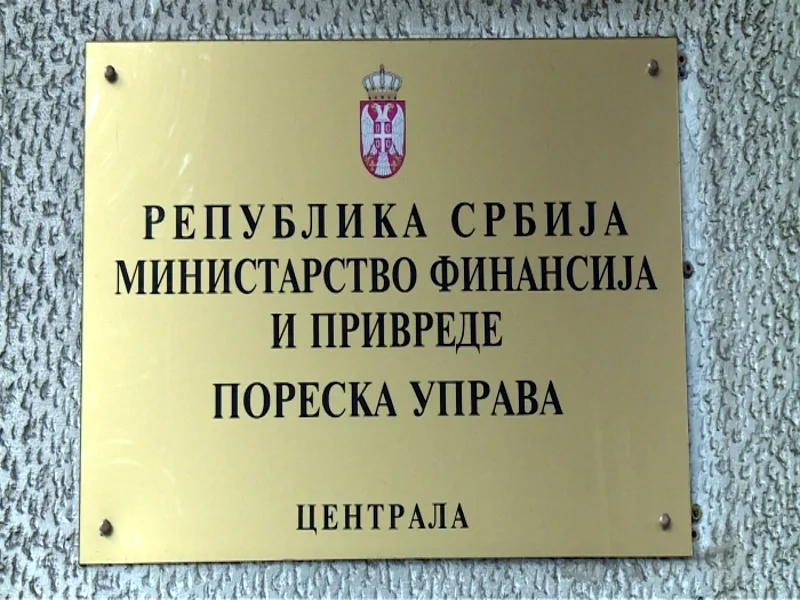 РЕПУБЛИКА СРБИЈА
МИНИСТАРСТВО ФИНАНСИЈА
И ПРИВРЕДЕ
ПОРЕСКА УПРАВА
ЦЕНТРАЛА